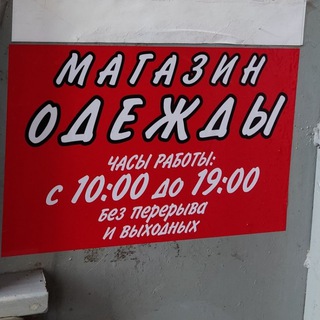 МАГАЗИН
ОДЕЖДЫ
ЧАСЫ РАБОТЫ:
с 10:00 до 19:00
без перерыва
и выходных